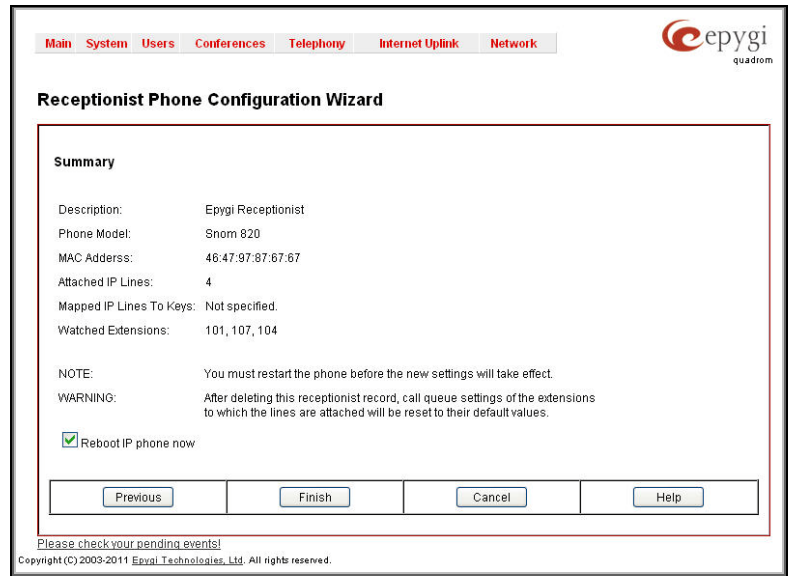 epygi
quadrom
Main System Users Conferences Telephony Internet Uplink Network
Receptionist Phone Configuration Wizard
Summary
Description: Epygi Receptionist
Phone Model: Snom 820
MAC Adderss: 46:47:97:87:67:67
Attached IP Lines: 4
Mapped IP Lines To Keys: Not specified.
Watched Extensions: 101, 107, 104
NOTE: You must restart the phone before the new settings will take effect.
WARNING: After deleting this receptionist record, call queue settings of the extensions
to which the lines are attached will be reset to their default values.
Reboot IP phone now
Previous Finish Cancel Help
Please check your pending events!
Copyright (C) 2003-2011 Epygi Technologies, Ltd. All rights reserved.